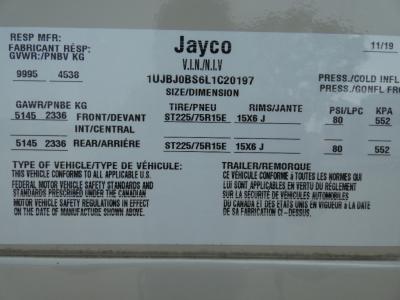 RESP MFR: Jayco 11/19
FABRICANT RÉSP:
GVWR:/PNBV KG V.I.N./N.I.V
9995 4538 1UJBJ0BS6L1C20197 PRESS./COLD INFL
SIZE/DIMENSION PRESS./GONFL FR
GAWR/PNBE KG TIRE/PNEU RIMS/JANTE PSI/LPC KPA
5145 2336 FRONT/DEVANT ST225/75R15E 15X6 J 80 552
INT/CENTRAL
5145 2336 REAR/ARRIÈRE ST225/75R15E 15X6 J 80 552
TYPE OF VEHICLE/TYPE DE VÉHICULE: TRAILER/REMORQUE
THIS VEHICLE CONFORMS TO ALL APPLICABLE CE VÉHICULE EST CONFORME à TOUTES LES NORMES QUI
FEDERAL MOTOR VEHICLE SAFETY STANDARDS AND LUI SONT APPLICABLES EN VERTU DU RÈGLEMENT
STANDARDS PRESCRIBED UNDER THE CANADIAN SUR LA SÉCURITÉ DE VÉHICULES AUTOMOBILES
MOTOR VEHICLE SAFETY REGULATIONS IN EFFECT DU CANADA ET DES ÉTATS UNIS EN VIGUEUR à LA DATE
ON THE DATE OF MANUFACTURE SHOWN ABOVE. DE SA FABRICATION CI-DESSUS.